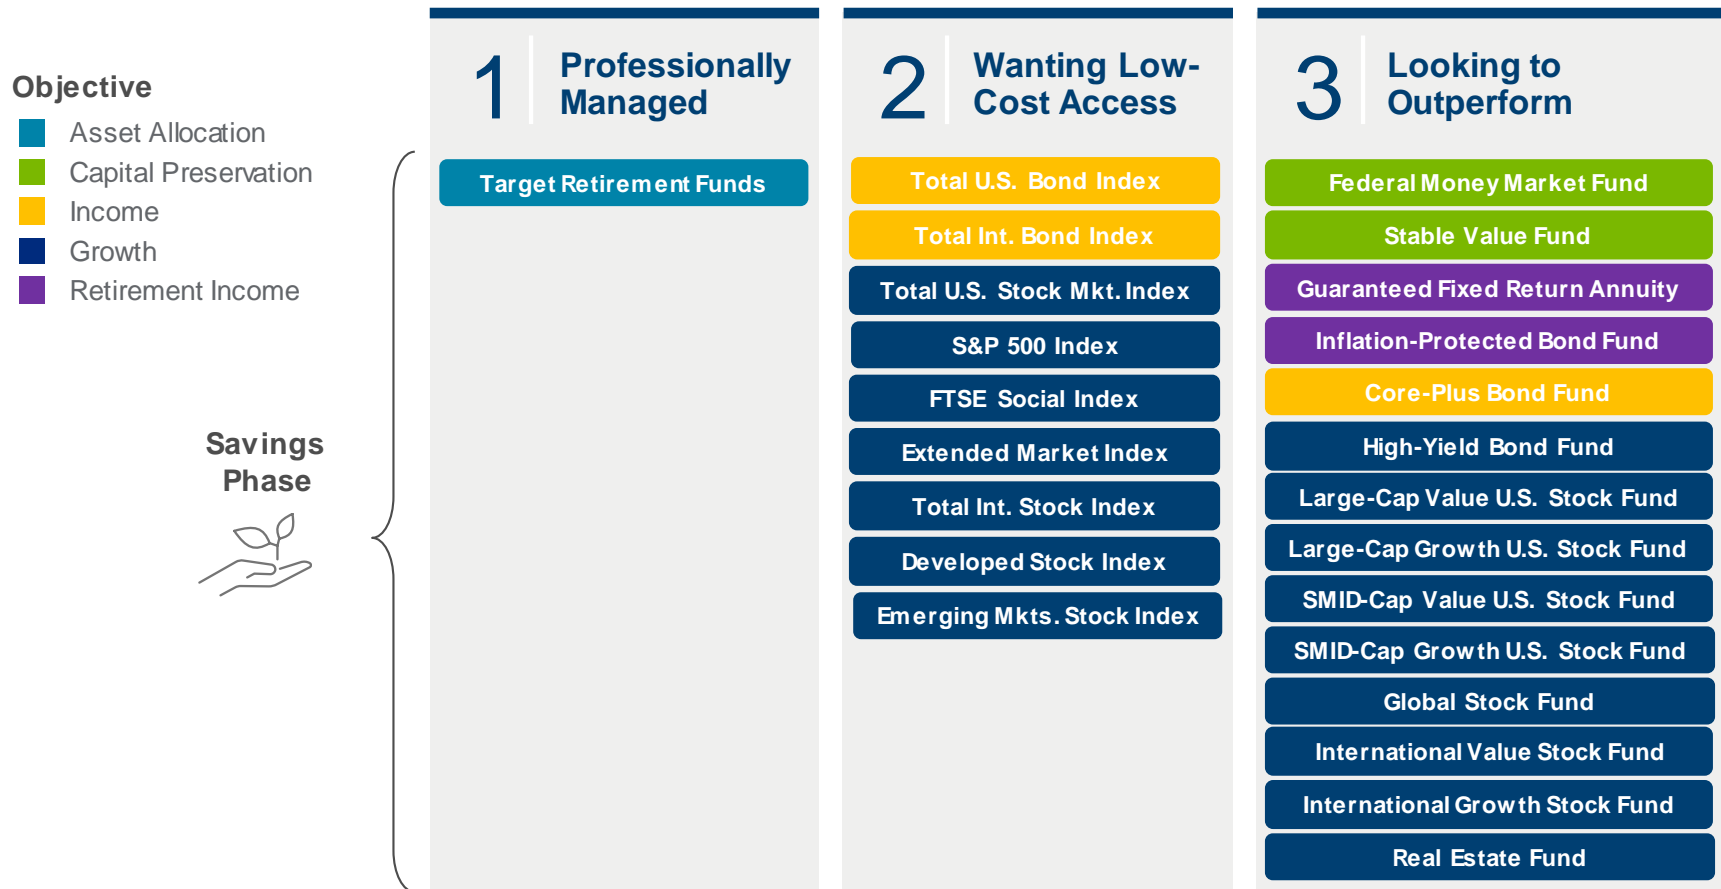 Objective
Asset Allocation
Capital Preservation
Income
Growth
Retirement Income
Savings
Phase
1
Professionally
Managed
Target Retirement Funds
2
Wanting Low-
Cost Access
Total U.S. Bond Index
Total Int. Bond Index
Total U.S. Stock Mkt. Index
S&P 500 Index
FTSE Social Index
Extended Market Index
Total Int. Stock Index
Developed Stock Index
Emerging Mkts. Stock Index
3
Looking to
Outperform
Federal Money Market Fund
Stable Value Fund
Guaranteed Fixed Return Annuity
Inflation-Protected Bond Fund
Core-Plus Bond Fund
High-Yield Bond Fund
Large-Cap Value U.S. Stock Fund
Large-Cap Growth U.S. Stock Fund
SMID-Cap Value U.S. Stock Fund
SMID-Cap Growth U.S. Stock Fund
Global Stock Fund
International Value Stock Fund
International Growth Stock Fund
Real Estate Fund